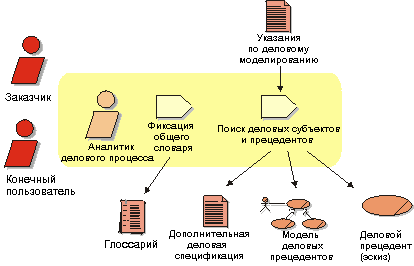 Указания
по деловому
моделированию
Заказчик
Аналитик
делового процесса
Фиксация
общего
словаря
Поиск деловых субъектов
и прецедентов
Конечный
пользователь
Глоссарий
Дополнительная
деловая
спецификация
Модель
деловых
прецедентов
Деловой
прецедент
(эскиз)